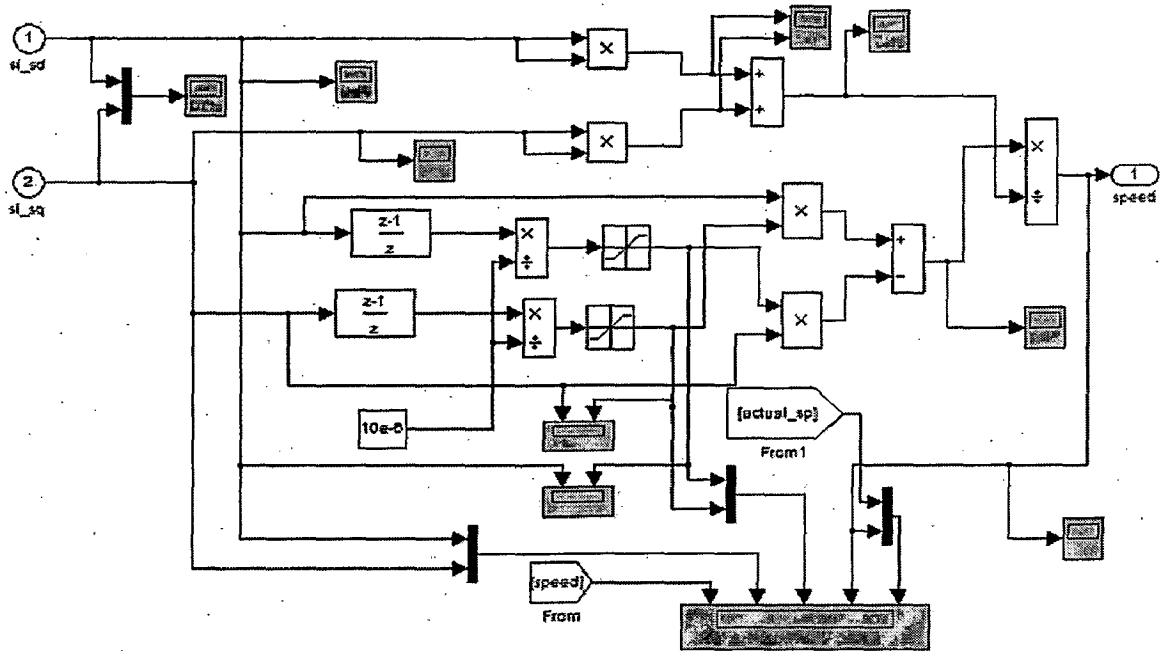 1
si_sd
2
si_sq
×
+
+
×
×
÷
1
speed
z-1
z
×
÷
×
+
−
z-1
z
×
÷
×
10e-6
[actual_sp]
From1
[speed]
From